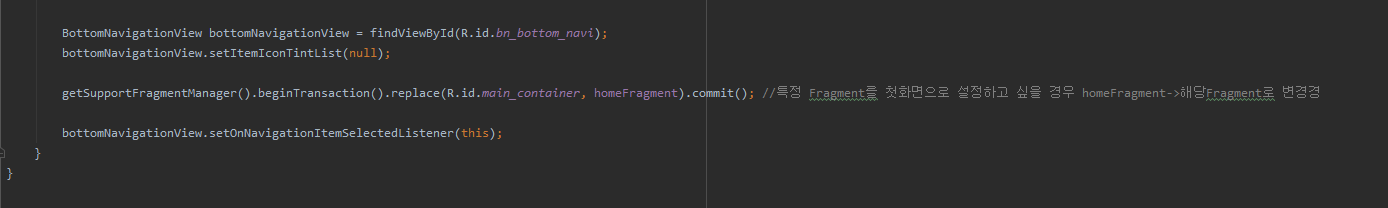 BottomNavigationView bottomNavigationView = findViewById(R.id.bn_bottom_navi);
bottomNavigationView.setItemIconTintList(null);
getSupportFragmentManager().beginTransaction().replace(R.id.main_container, homeFragment).commit(); //특정 Fragment를 첫화면으로 설정하고 싶을 경우 homeFragment->해당Fragment로 변경경
bottomNavigationView.setOnNavigationItemSelectedListener(this);
}
}